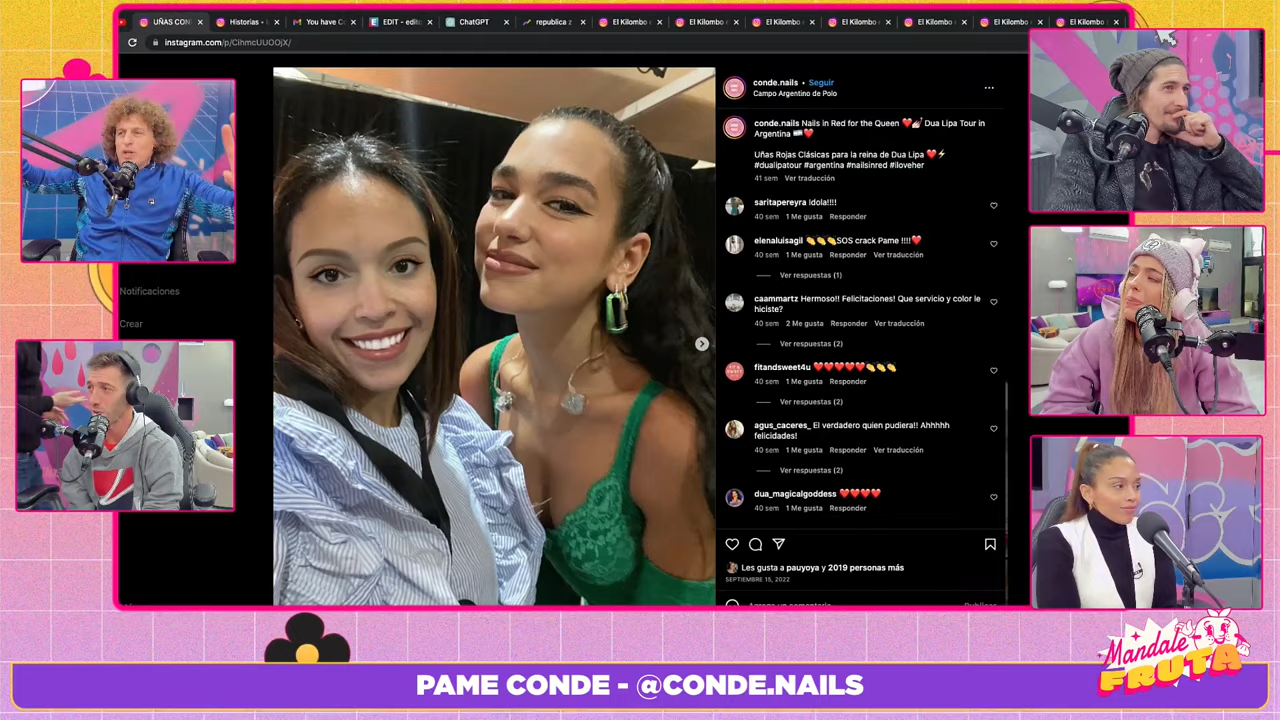 UÑAS CON
Historias •
You have C
EDIT - edit
ChatGPT
republica z
El Kilombo
El Kilombo
El Kilombo
El Kilombo
El Kilombo
El Kilombo
El Kilombo
instagram.com/p/CihmcUUOOjX/
Notificaciones
Crear
conde.nails • Seguir
Campo Argentino de Polo
conde.nails Nails in Red for the Queen ❤️💅🏻 Dua Lipa Tour in
Argentina 🇦🇷❤️
Uñas Rojas Clásicas para la reina de Dua Lipa ❤️⚡
#dualipatour #argentina #nailsinred #iloveher
41 sem Ver traducción
saritapereyra Idola!!!!
40 sem 1 Me gusta Responder
elenaluisagil 👏👏👏SOS crack Pame !!!!❤️
40 sem 1 Me gusta Responder Ver traducción
Ver respuestas (1)
caammartz Hermoso!! Felicitaciones! Que servicio y color le
hiciste?
40 sem 2 Me gusta Responder Ver traducción
Ver respuestas (2)
fitandsweet4u ❤️❤️❤️❤️❤️👏👏👏
40 sem 1 Me gusta Responder
Ver respuestas (2)
agus_caceres_ El verdadero quien pudiera!! Ahhhhh
felicidades!
40 sem 1 Me gusta Responder Ver traducción
Ver respuestas (2)
dua_magicalgoddess ❤️❤️❤️❤️
40 sem 1 Me gusta Responder
Les gusta a pauyoya y 2019 personas más
SEPTIEMBRE 15, 2022
Mandale
FRUTA
PAME CONDE - @CONDE.NAILS